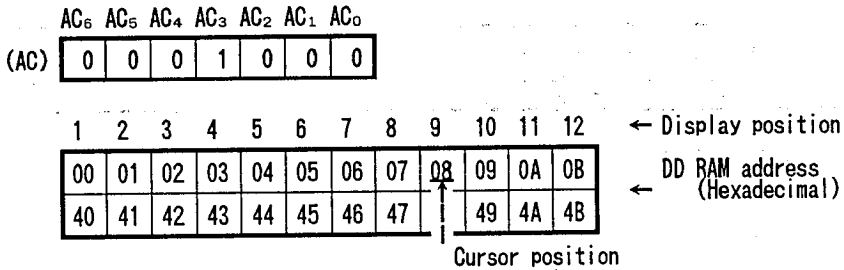 AC₆ AC₅ AC₄ AC₃ AC₂ AC₁ AC₀
(AC) 0 0 0 1 0 0 0
1 2 3 4 5 6 7 8 9 10 11 12 ← Display position
00 01 02 03 04 05 06 07 08 09 0A 0B DD RAM address
← (Hexadecimal)
40 41 42 43 44 45 46 47 49 4A 4B
Cursor position